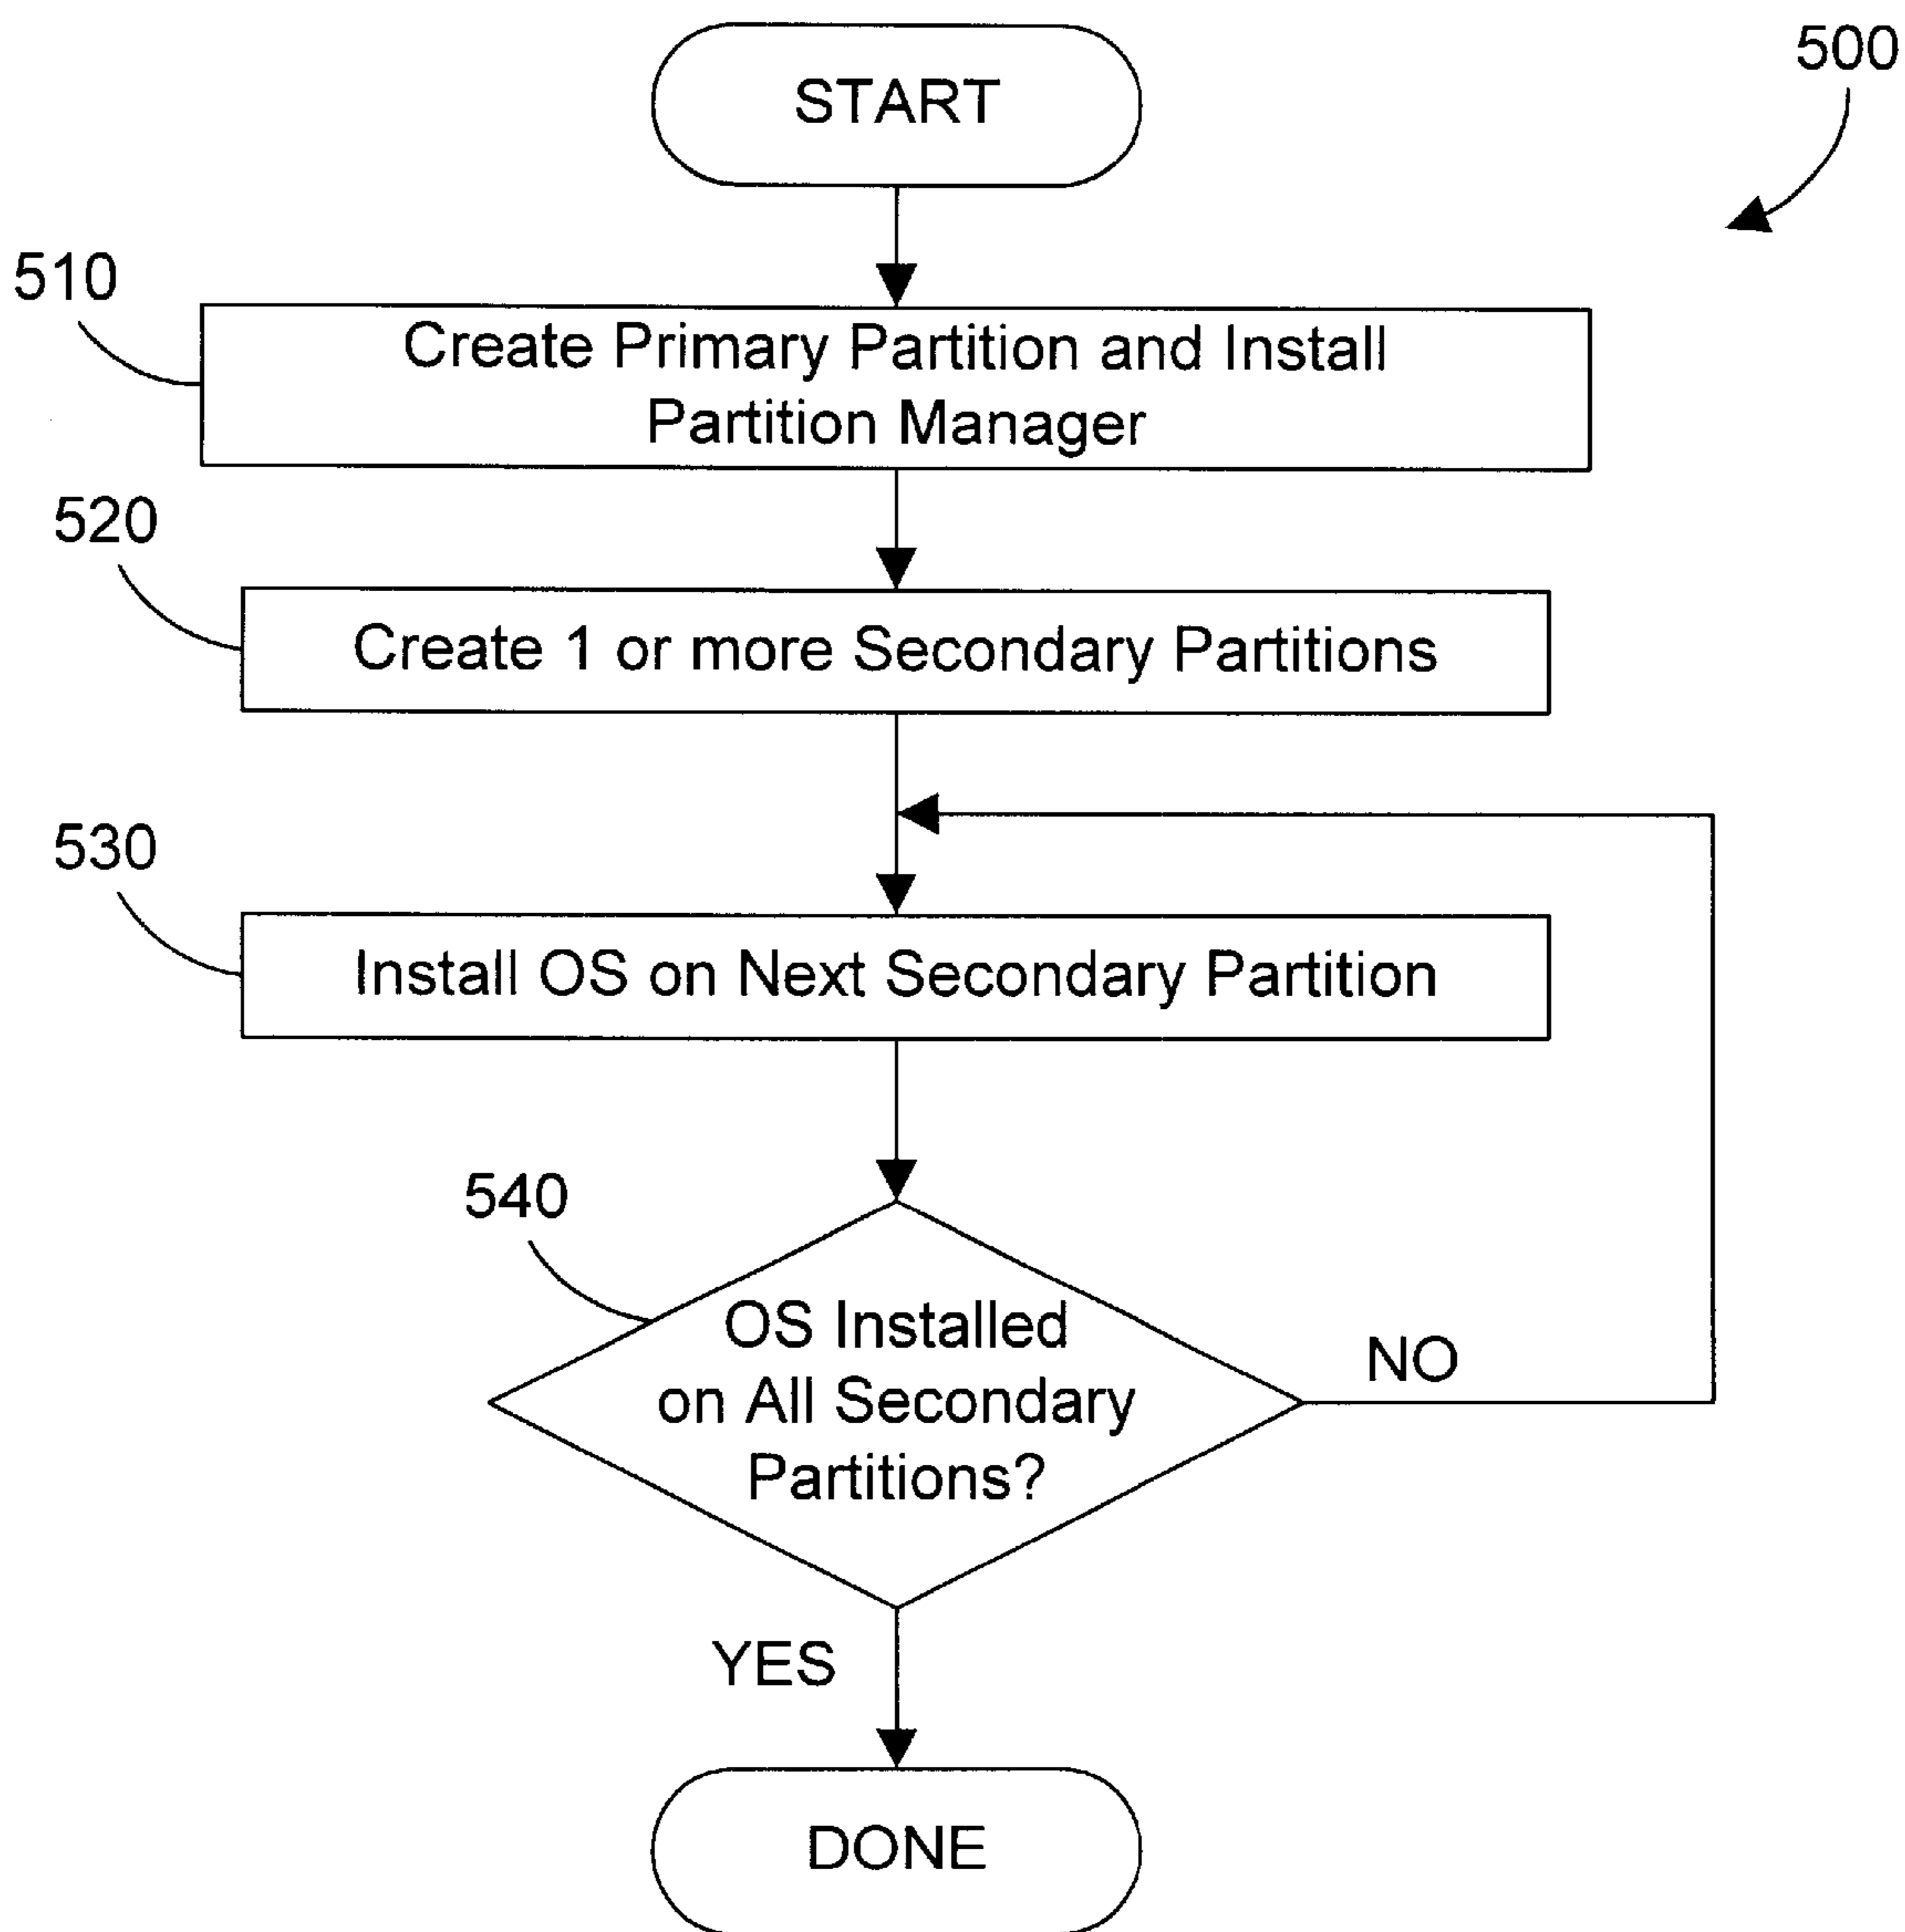 START
500
510
Create Primary Partition and Install
Partition Manager
520
Create 1 or more Secondary Partitions
530
Install OS on Next Secondary Partition
540
OS Installed
on All Secondary
Partitions?
NO
YES
DONE